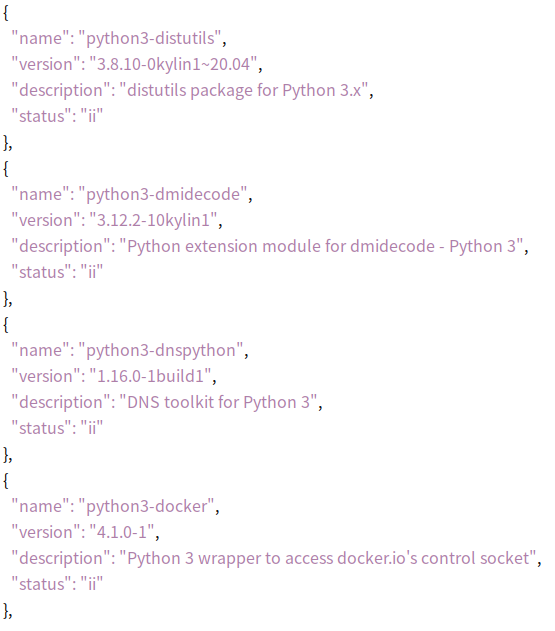 {
"name": "python3-distutils",
"version": "3.8.10-0kylin1~20.04",
"description": "distutils package for Python 3.x",
"status": "ii"
},
{
"name": "python3-dmidecode",
"version": "3.12.2-10kylin1",
"description": "Python extension module for dmidecode - Python 3",
"status": "ii"
},
{
"name": "python3-dnspython",
"version": "1.16.0-1build1",
"description": "DNS toolkit for Python 3",
"status": "ii"
},
{
"name": "python3-docker",
"version": "4.1.0-1",
"description": "Python 3 wrapper to access docker.io's control socket",
"status": "ii"
},